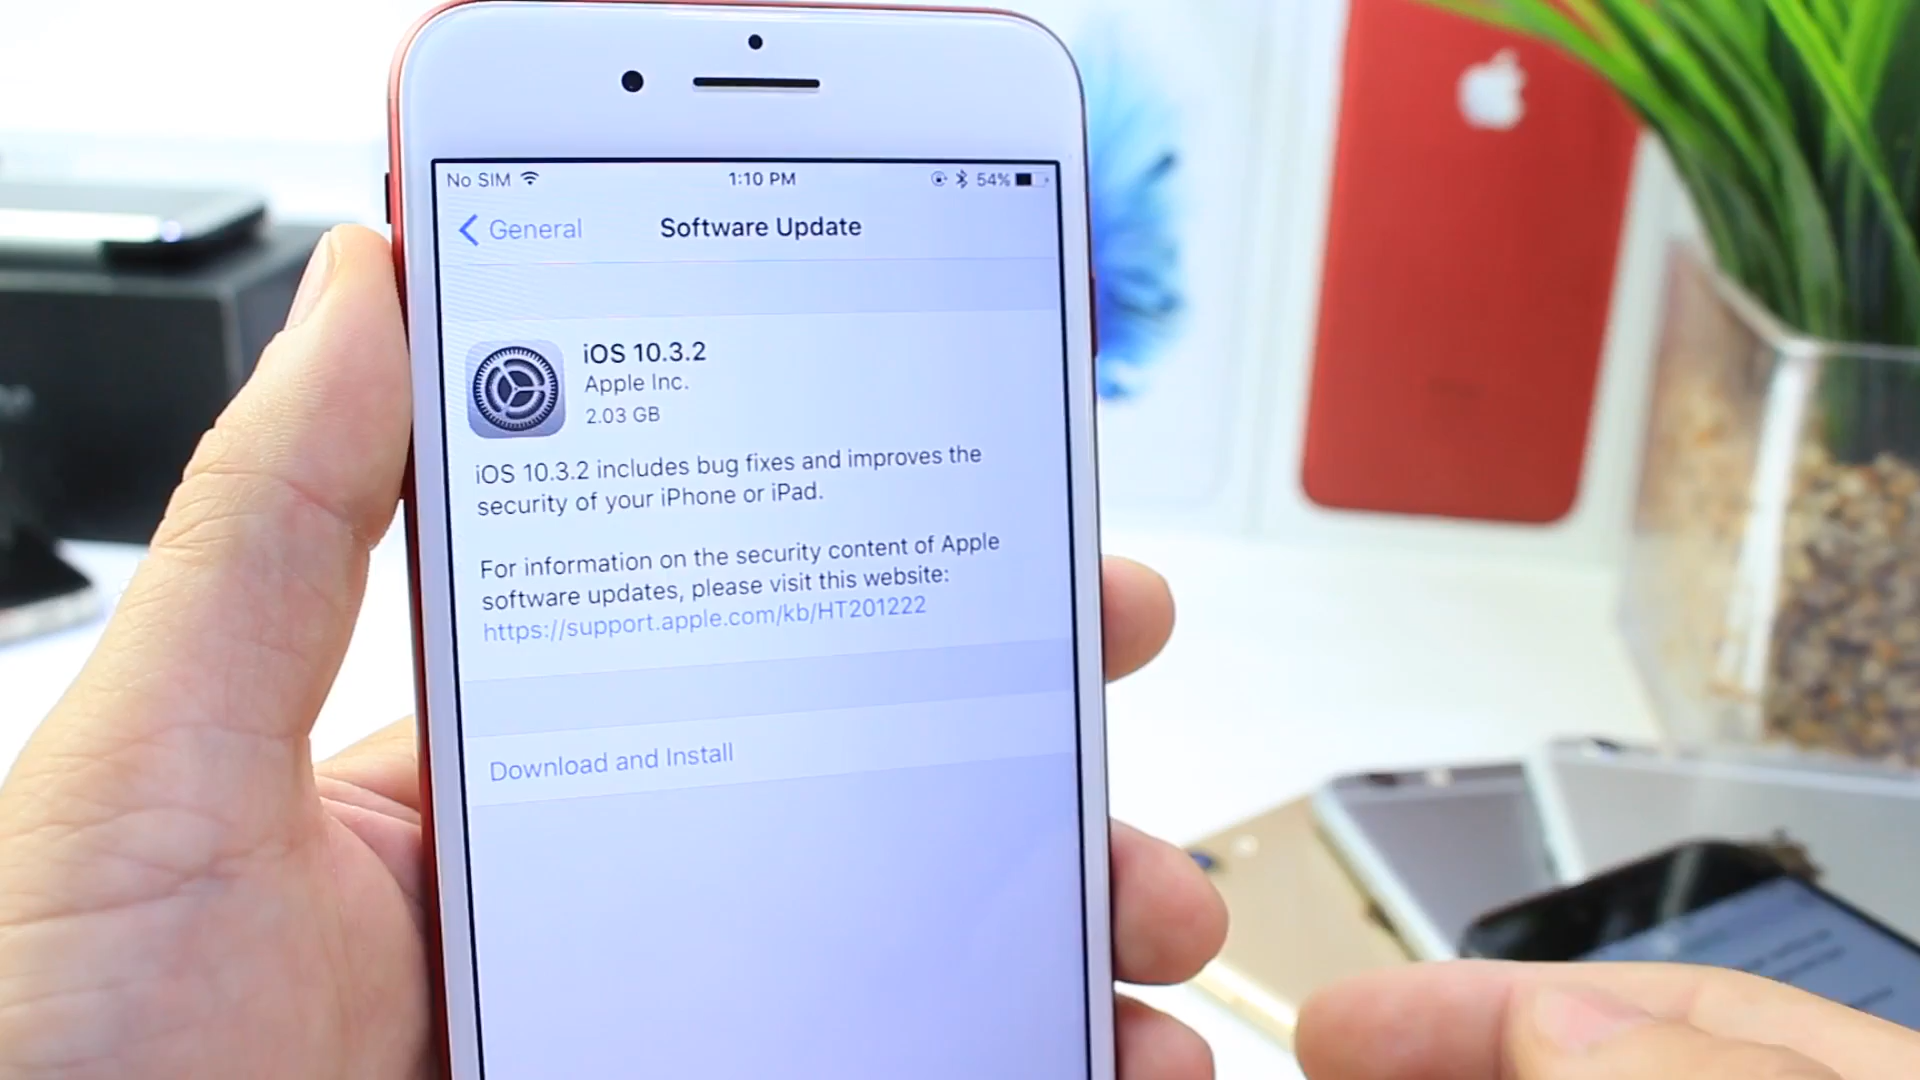 No SIM 1:10 PM 54%
General Software Update
iOS 10.3.2
Apple Inc.
2.03 GB
iOS 10.3.2 includes bug fixes and improves the
security of your iPhone or iPad.
For information on the security content of Apple
software updates, please visit this website:
https://support.apple.com/kb/HT201222
Download and Install